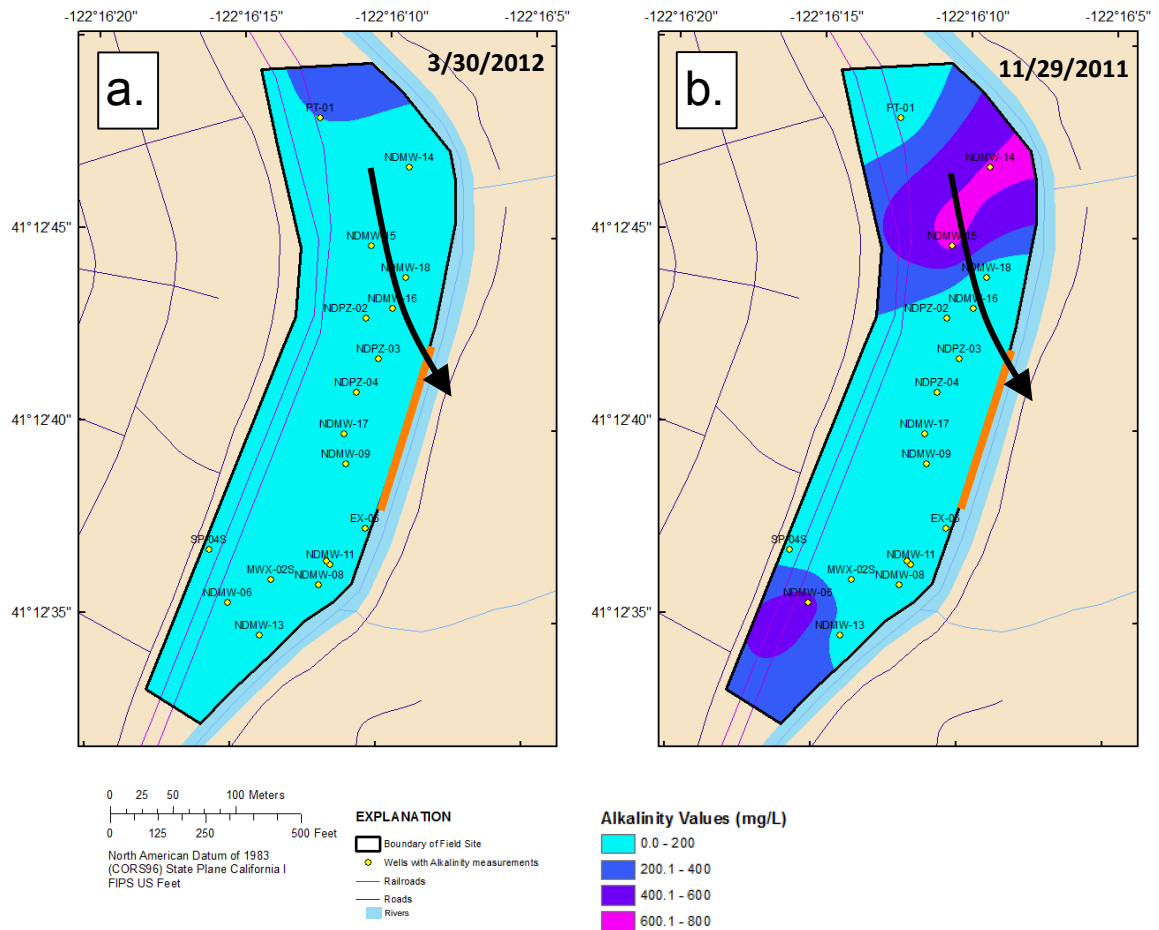 -122°16'20" -122°16'15" -122°16'10" -122°16'5"
-122°16'20" -122°16'15" -122°16'10" -122°16'5"
a.
3/30/2012
PT-01
NDMW-14
41°12'45"
NDMW-15
NDMW-18
NDMW-16
NDPZ-02
NDPZ-03
NDPZ-04
41°12'40"
NDMW-17
NDMW-09
EX-05
SP-04S
NDMW-11
MWX-02S
NDMW-08
NDMW-06
41°12'35"
NDMW-13
b.
11/29/2011
PT-01
NDMW-14
41°12'45"
NDMW-15
NDMW-18
NDMW-16
NDPZ-02
NDPZ-03
NDPZ-04
41°12'40"
NDMW-17
NDMW-09
EX-05
SP-04S
NDMW-11
MWX-02S
NDMW-08
NDMW-06
41°12'35"
NDMW-13
0 25 50 100 Meters
0 125 250 500 Feet
North American Datum of 1983
(CORS96) State Plane California I
FIPS US Feet
EXPLANATION
Boundary of Field Site
Wells with Alkalinity measurements
Railroads
Roads
Rivers
Alkalinity Values (mg/L)
0.0 - 200
200.1 - 400
400.1 - 600
600.1 - 800